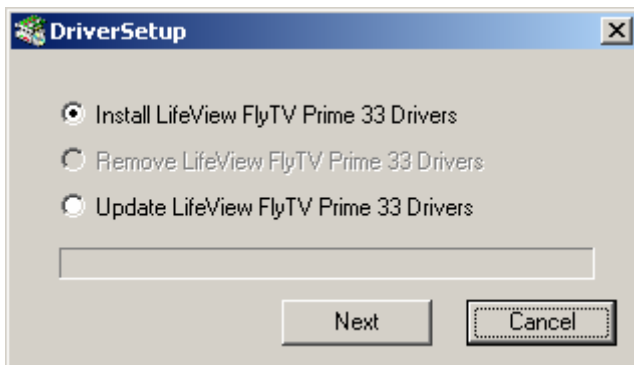 DriverSetup
Install LifeView FlyTV Prime 33 Drivers
Remove LifeView FlyTV Prime 33 Drivers
Update LifeView FlyTV Prime 33 Drivers
Next Cancel